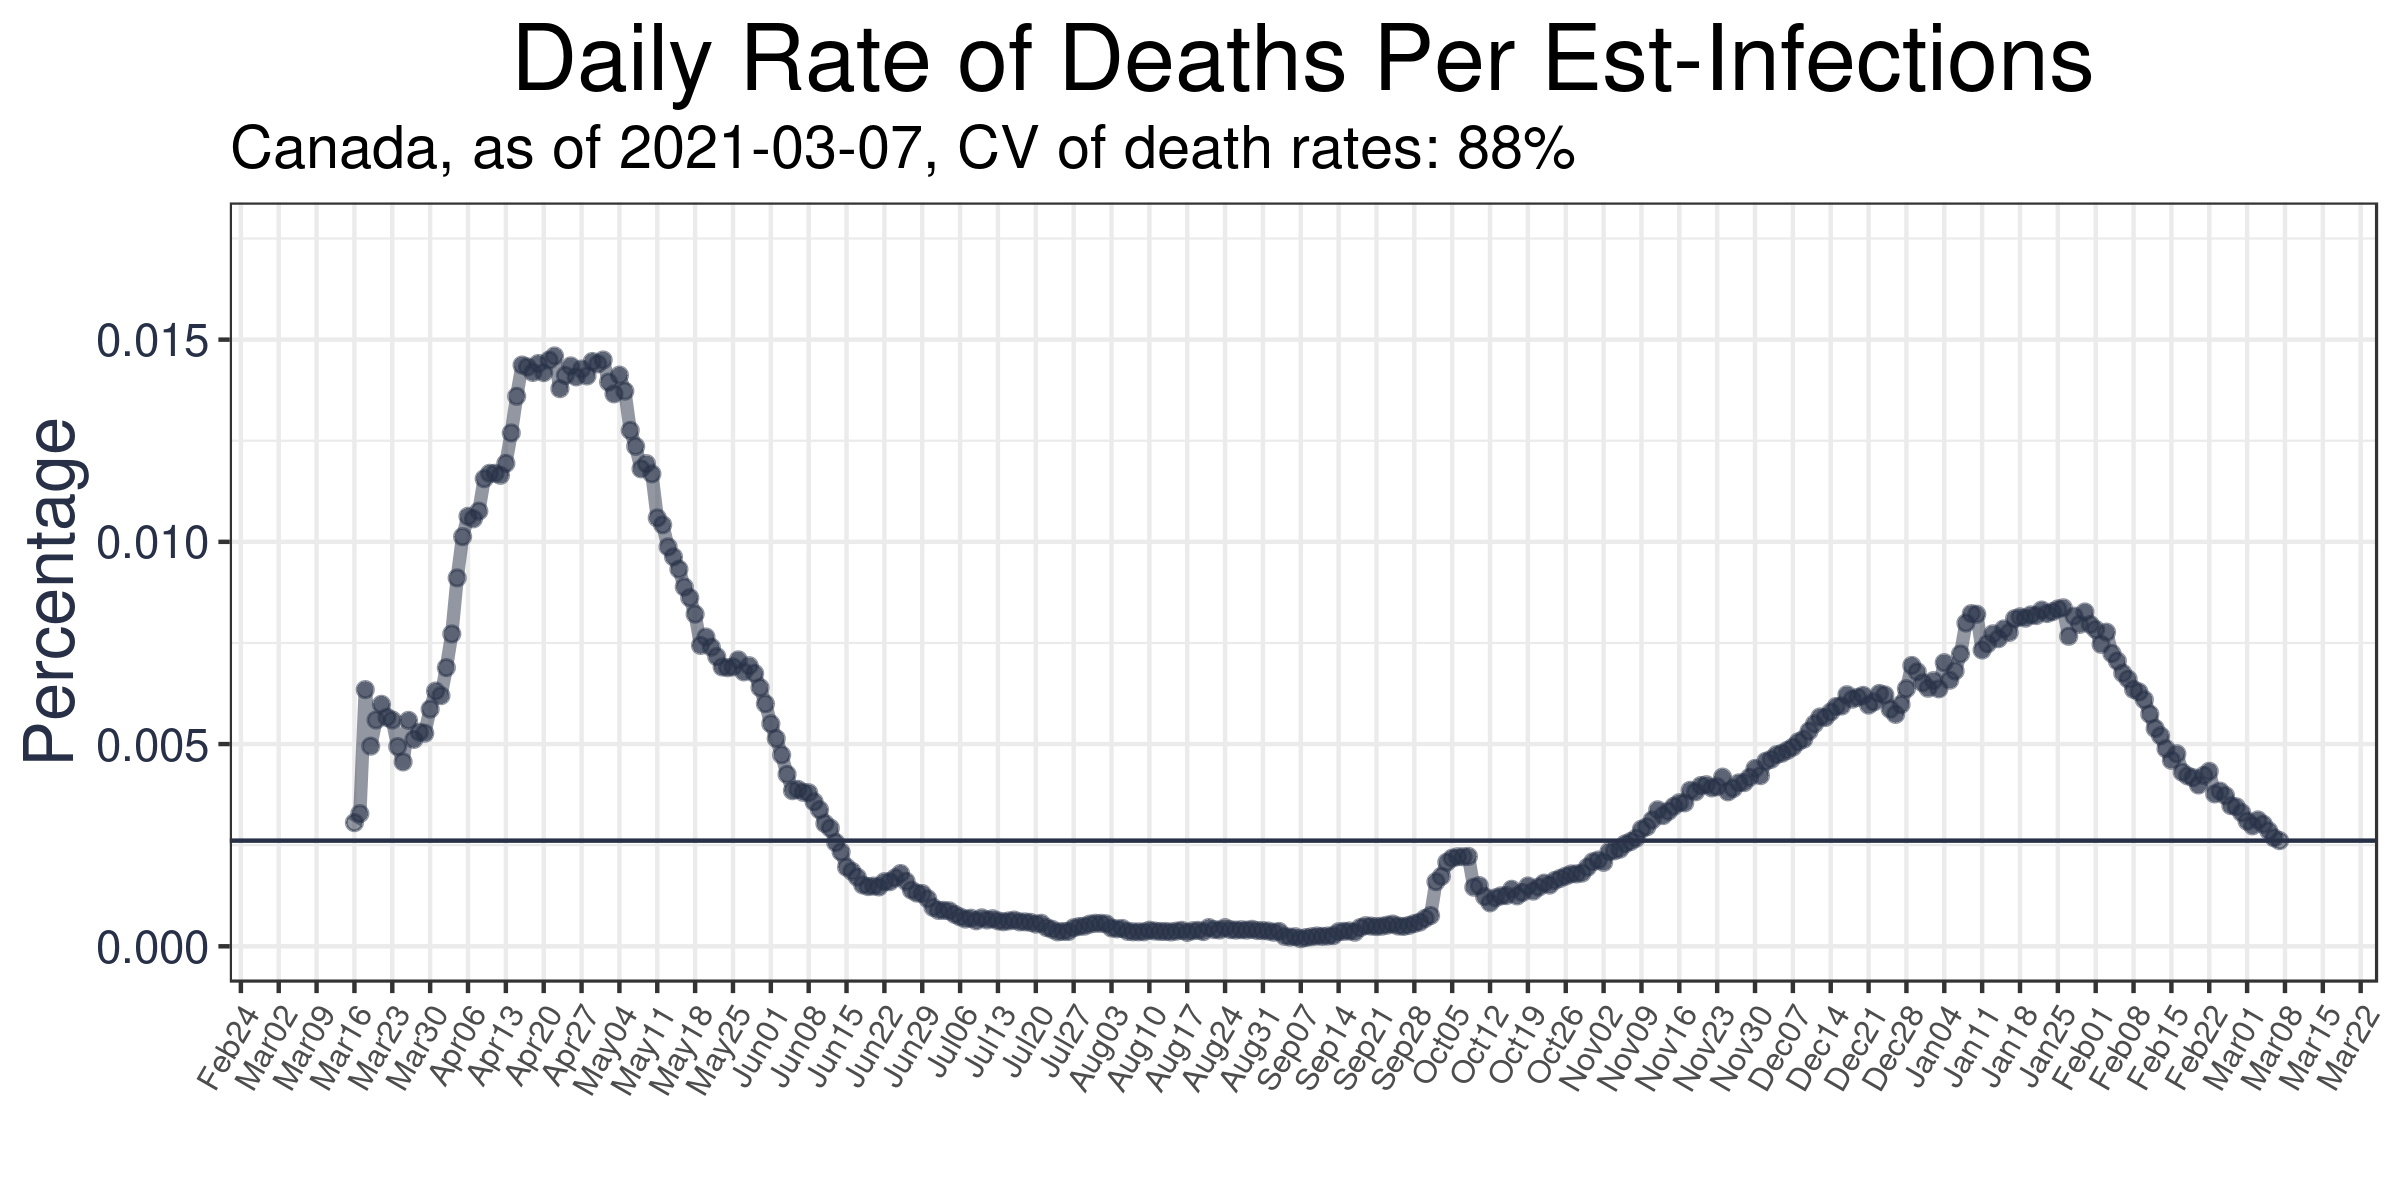 Daily Rate of Deaths Per Est-Infections
Canada, as of 2021-03-07, CV of death rates: 88%
Percentage
0.015
0.010
0.005
0.000
Feb24
Mar02
Mar09
Mar16
Mar23
Mar30
Apr06
Apr13
Apr20
Apr27
May04
May11
May18
May25
Jun01
Jun08
Jun15
Jun22
Jun29
Jul06
Jul13
Jul20
Jul27
Aug03
Aug10
Aug17
Aug24
Aug31
Sep07
Sep14
Sep21
Sep28
Oct05
Oct12
Oct19
Oct26
Nov02
Nov09
Nov16
Nov23
Nov30
Dec07
Dec14
Dec21
Dec28
Jan04
Jan11
Jan18
Jan25
Feb01
Feb08
Feb15
Feb22
Mar01
Mar08
Mar15
Mar22